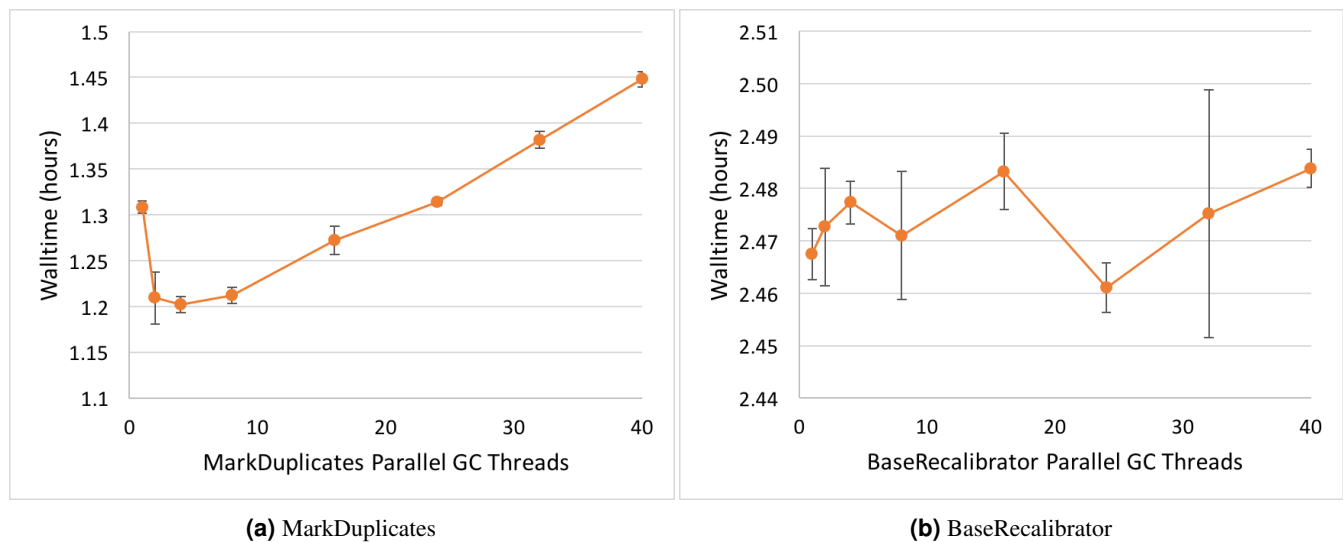 1.5
1.45
1.4
1.35
1.3
1.25
1.2
1.15
1.1
Walltime (hours)
0 10 20 30 40
MarkDuplicates Parallel GC Threads
(a) MarkDuplicates
2.51
2.50
2.49
2.48
2.47
2.46
2.45
2.44
Walltime (hours)
0 10 20 30 40
BaseRecalibrator Parallel GC Threads
(b) BaseRecalibrator